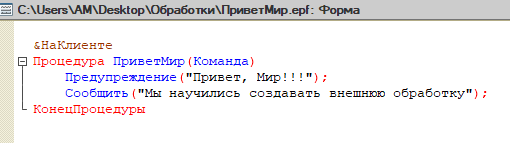 C:\Users\AM\Desktop\Обработки\ПриветМир.epf: Форма
&НаКлиенте
Процедура ПриветМир(Команда)
Предупреждение("Привет, Мир!!!");
Сообщить("Мы научились создавать внешнюю обработку");
КонецПроцедуры